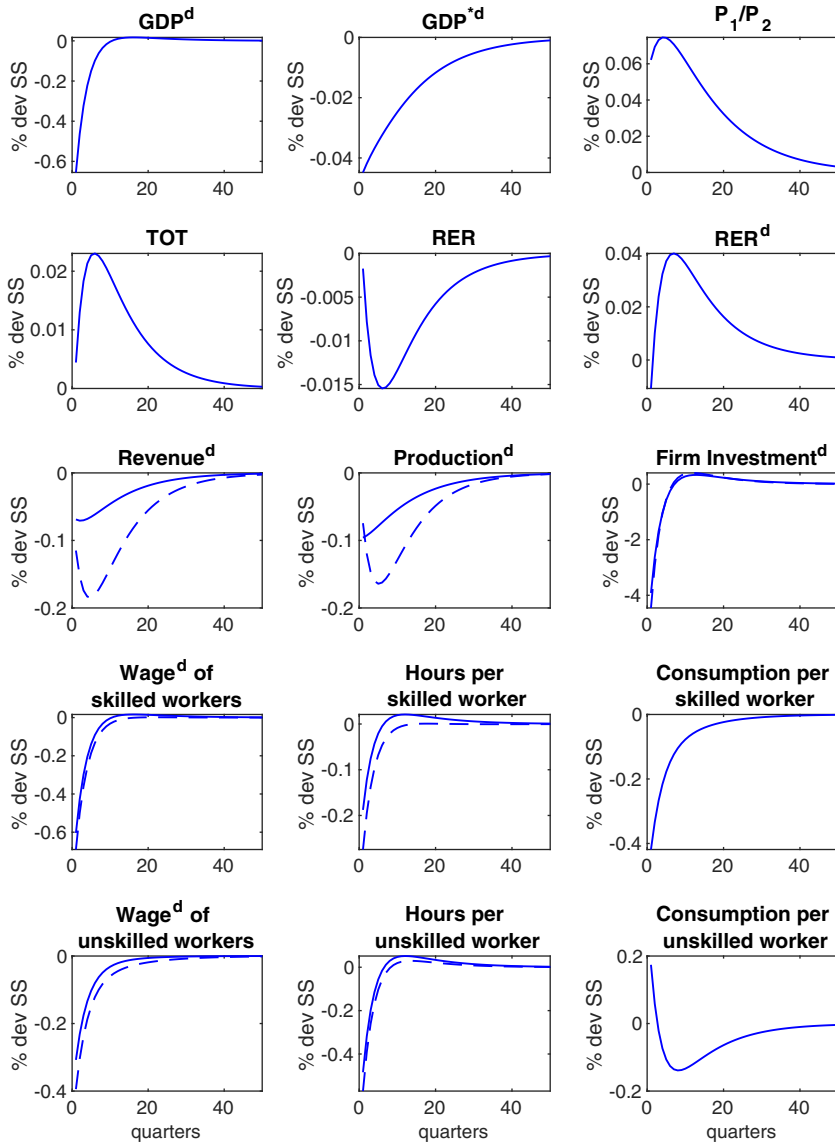 GDP^d
% dev SS
0
-0.2
-0.4
-0.6
0 20 40
GDP^*d
% dev SS
0
-0.02
-0.04
0 20 40
P_1/P_2
% dev SS
0.06
0.04
0.02
0
0 20 40
TOT
% dev SS
0.02
0.01
0
0 20 40
RER
% dev SS
0
-0.005
-0.01
-0.015
0 20 40
RER^d
% dev SS
0.04
0.02
0
0 20 40
Revenue^d
% dev SS
0
-0.1
-0.2
0 20 40
Production^d
% dev SS
0
-0.1
-0.2
0 20 40
Firm Investment^d
% dev SS
0
-2
-4
0 20 40
Wage^d of
skilled workers
% dev SS
0
-0.2
-0.4
-0.6
0 20 40
Hours per
skilled worker
% dev SS
0
-0.1
-0.2
0 20 40
Consumption per
skilled worker
% dev SS
0
-0.2
-0.4
0 20 40
Wage^d of
unskilled workers
% dev SS
0
-0.2
-0.4
0 20 40
quarters
Hours per
unskilled worker
% dev SS
0
-0.2
-0.4
0 20 40
quarters
Consumption per
unskilled worker
% dev SS
0.2
0
-0.2
0 20 40
quarters